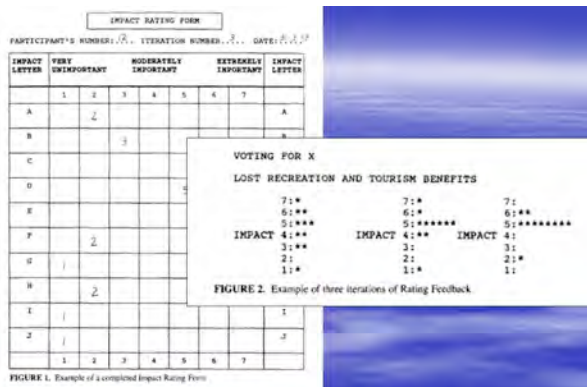 IMPACT RATING FORM
PARTICIPANT'S NUMBER: 12 ITERATION NUMBER 3 DATE:
IMPACT LETTER VERY UNIMPORTANT MODERATELY IMPORTANT EXTREMELY IMPORTANT IMPACT LETTER
1 2 3 4 5 6 7
A 2 A
B 3 B
C
D 5
E
F 2
G 1
H 2
I 1 I
J 1 J
1 2 3 4 5 6 7
FIGURE 1. Example of a completed Impact Rating Form
VOTING FOR X
LOST RECREATION AND TOURISM BENEFITS
7:* 7:* 7:
6:** 6:* 6:**
5:*** 5:****** 5:********
IMPACT 4:** IMPACT 4:** IMPACT 4:
3:** 3: 3:
2: 2: 2:*
1:* 1:* 1:
FIGURE 2. Example of three iterations of Rating Feedback